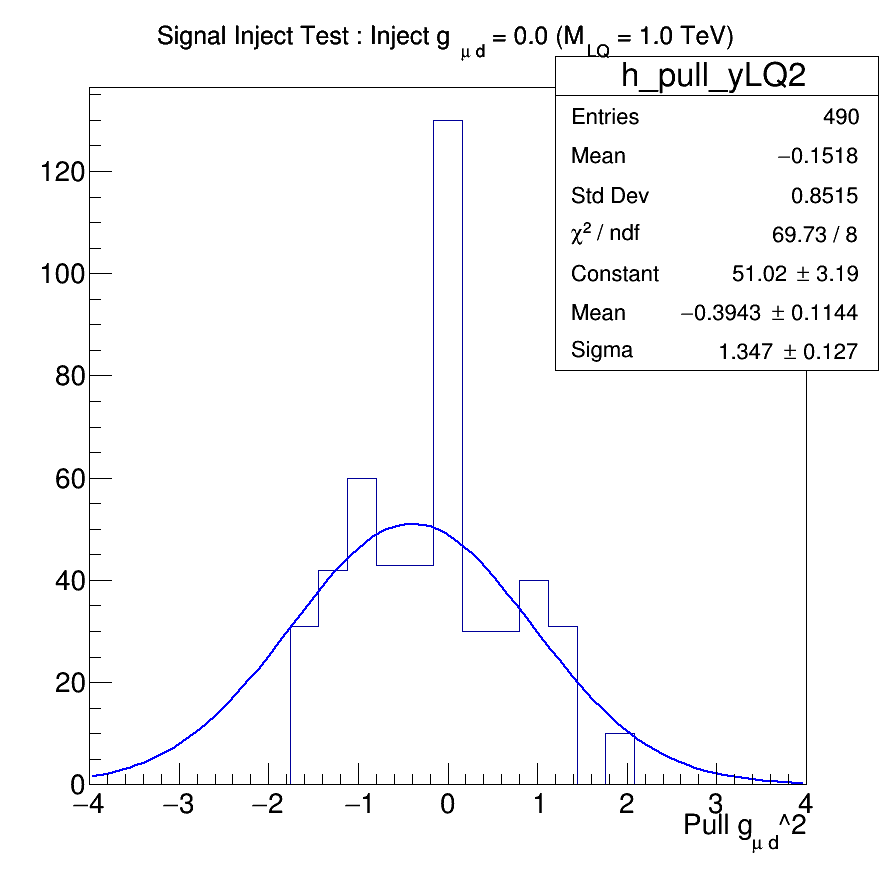 Signal Inject Test : Inject g μ d = 0.0 (M LQ = 1.0 TeV)
h_pull_yLQ2
Entries 490
Mean −0.1518
Std Dev 0.8515
χ² / ndf 69.73 / 8
Constant 51.02 ± 3.19
Mean −0.3943 ± 0.1144
Sigma 1.347 ± 0.127
120
100
80
60
40
20
0
−4 −3 −2 −1 0 1 2 3 4
Pull g μ d ^2